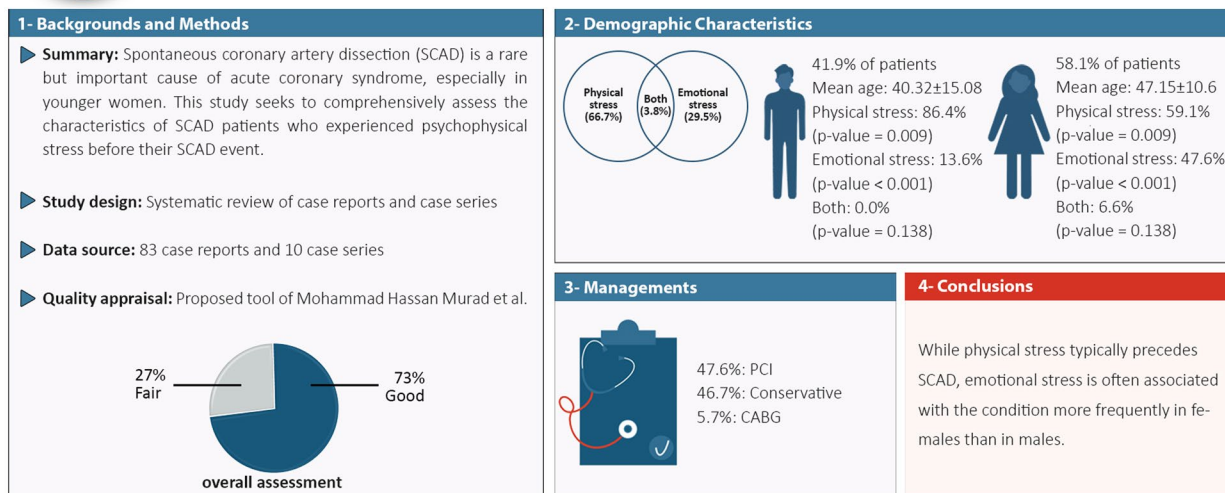 1- Backgrounds and Methods
Summary: Spontaneous coronary artery dissection (SCAD) is a rare
but important cause of acute coronary syndrome, especially in
younger women. This study seeks to comprehensively assess the
characteristics of SCAD patients who experienced psychophysical
stress before their SCAD event.
Study design: Systematic review of case reports and case series
Data source: 83 case reports and 10 case series
Quality appraisal: Proposed tool of Mohammad Hassan Murad et al.
27%
Fair
73%
Good
overall assessment
2- Demographic Characteristics
Physical
stress
(66.7%)
Both
(3.8%)
Emotional
stress
(29.5%)
41.9% of patients
Mean age: 40.32±15.08
Physical stress: 86.4%
(p-value = 0.009)
Emotional stress: 13.6%
(p-value < 0.001)
Both: 0.0%
(p-value = 0.138)
58.1% of patients
Mean age: 47.15±10.6
Physical stress: 59.1%
(p-value = 0.009)
Emotional stress: 47.6%
(p-value < 0.001)
Both: 6.6%
(p-value = 0.138)
3- Managements
47.6%: PCI
46.7%: Conservative
5.7%: CABG
4- Conclusions
While physical stress typically precedes
SCAD, emotional stress is often associated
with the condition more frequently in fe-
males than in males.